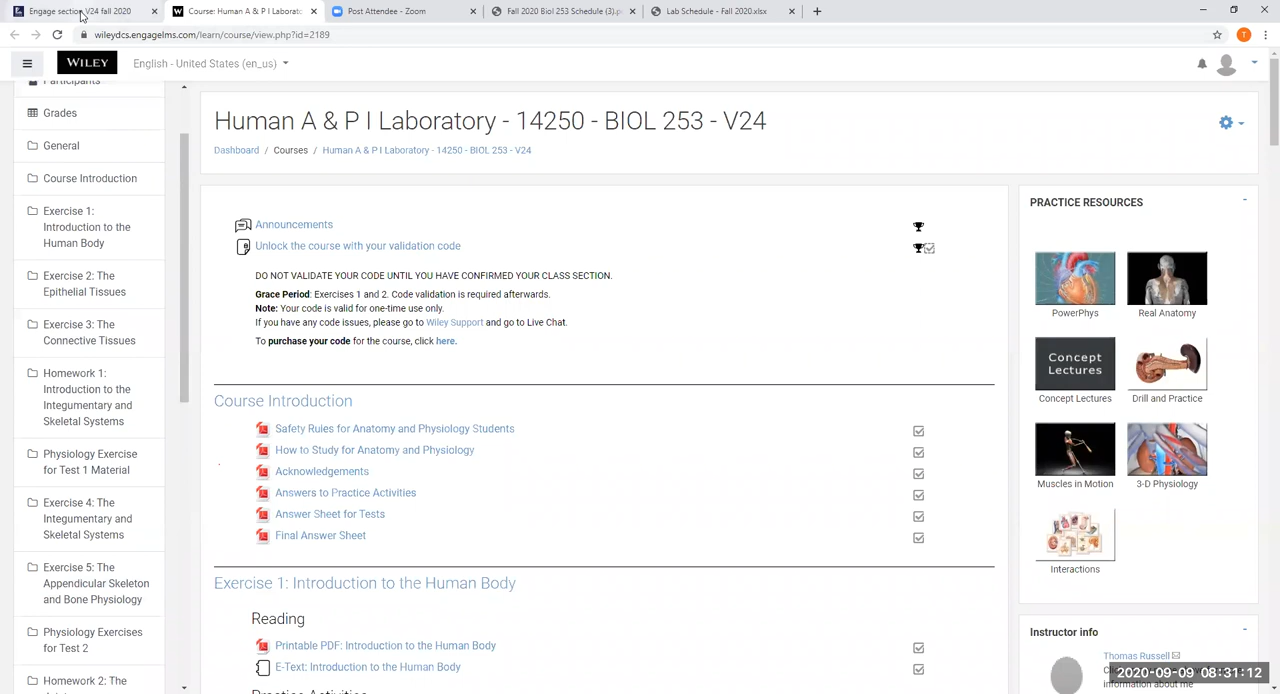 Engage section V24 fall 2020
Course: Human A & P I Laborato
Post Attendee - Zoom
Fall 2020 Biol 253 Schedule (3).p
Lab Schedule - Fall 2020.xlsx
wileydcs.engagelms.com/learn/course/view.php?id=2189
T
WILEY
English - United States (en_us)
Participants
Grades
General
Course Introduction
Exercise 1:
Introduction to the
Human Body
Exercise 2: The
Epithelial Tissues
Exercise 3: The
Connective Tissues
Homework 1:
Introduction to the
Integumentary and
Skeletal Systems
Physiology Exercise
for Test 1 Material
Exercise 4: The
Integumentary and
Skeletal Systems
Exercise 5: The
Appendicular Skeleton
and Bone Physiology
Physiology Exercises
for Test 2
Homework 2: The
Human A & P I Laboratory - 14250 - BIOL 253 - V24
Dashboard / Courses / Human A & P I Laboratory - 14250 - BIOL 253 - V24
Announcements
Unlock the course with your validation code
DO NOT VALIDATE YOUR CODE UNTIL YOU HAVE CONFIRMED YOUR CLASS SECTION.
Grace Period: Exercises 1 and 2. Code validation is required afterwards.
Note: Your code is valid for one-time use only.
If you have any code issues, please go to Wiley Support and go to Live Chat.
To purchase your code for the course, click here.
Course Introduction
Safety Rules for Anatomy and Physiology Students
How to Study for Anatomy and Physiology
Acknowledgements
Answers to Practice Activities
Answer Sheet for Tests
Final Answer Sheet
Exercise 1: Introduction to the Human Body
Reading
Printable PDF: Introduction to the Human Body
E-Text: Introduction to the Human Body
PRACTICE RESOURCES
PowerPhys
Real Anatomy
Concept
Lectures
Concept Lectures
Drill and Practice
Muscles in Motion
3-D Physiology
Interactions
Instructor info
Thomas Russell
information about me
2020-09-09 08:31:12